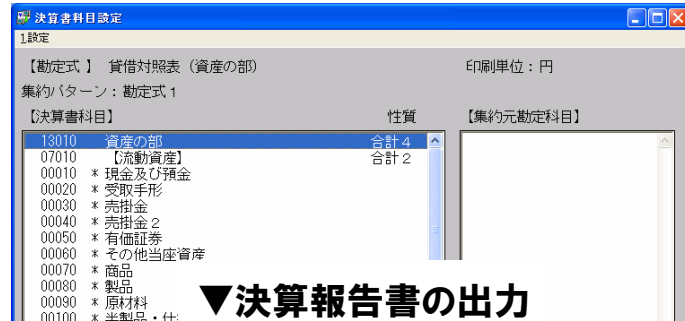 決算書科目設定
1設定
【勘定式 】 貸借対照表（資産の部） 印刷単位：円
集約パターン：勘定式１
【決算書科目】 性質 【集約元勘定科目】
13010 資産の部 合計４
07010 【流動資産】 合計２
00010 ＊現金及び預金
00020 ＊受取手形
00030 ＊売掛金
00040 ＊売掛金２
00050 ＊有価証券
00060 ＊その他当座資産
00070 ＊商品
00080 ＊製品
00090 ＊原材料
00100 ＊半製品・仕
▼決算報告書の出力